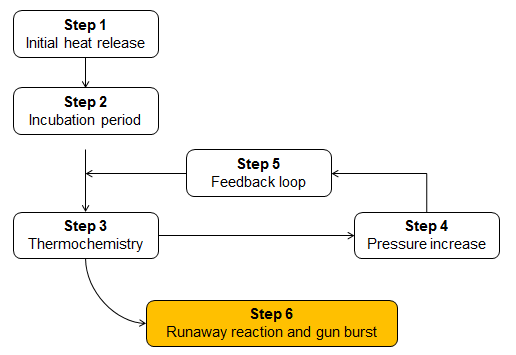 Step 1
Initial heat release
Step 2
Incubation period
Step 5
Feedback loop
Step 3
Thermochemistry
Step 4
Pressure increase
Step 6
Runaway reaction and gun burst